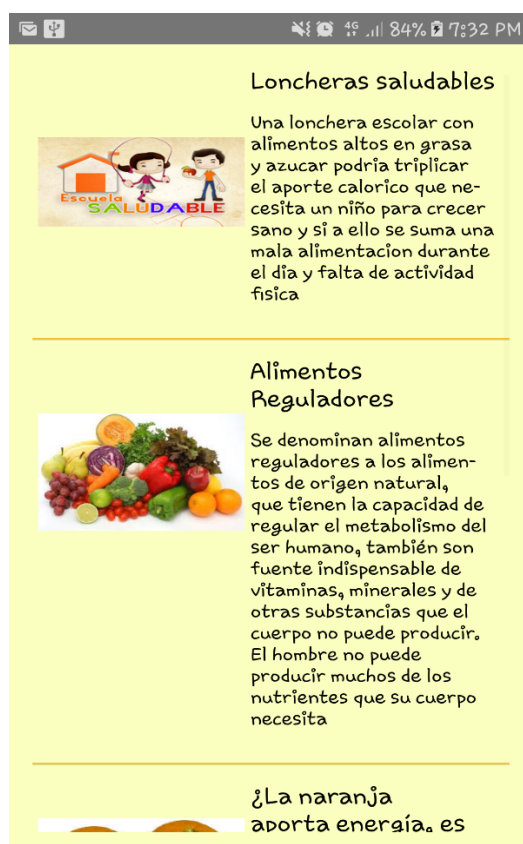 4G 84% 7:32 PM
Loncheras saludables
Una lonchera escolar con
alimentos altos en grasa
y azucar podria triplicar
el aporte calorico que ne-
cesita un niño para crecer
sano y si a ello se suma una
mala alimentacion durante
el dia y falta de actividad
fisica
Escuela
SALUDABLE
Alimentos
Reguladores
Se denominan alimentos
reguladores a los alimen-
tos de origen natural,
que tienen la capacidad de
regular el metabolismo del
ser humano, también son
fuente indispensable de
vitaminas, minerales y de
otras substancias que el
cuerpo no puede producir.
El hombre no puede
producir muchos de los
nutrientes que su cuerpo
necesita
¿La naranja
aporta energía, es